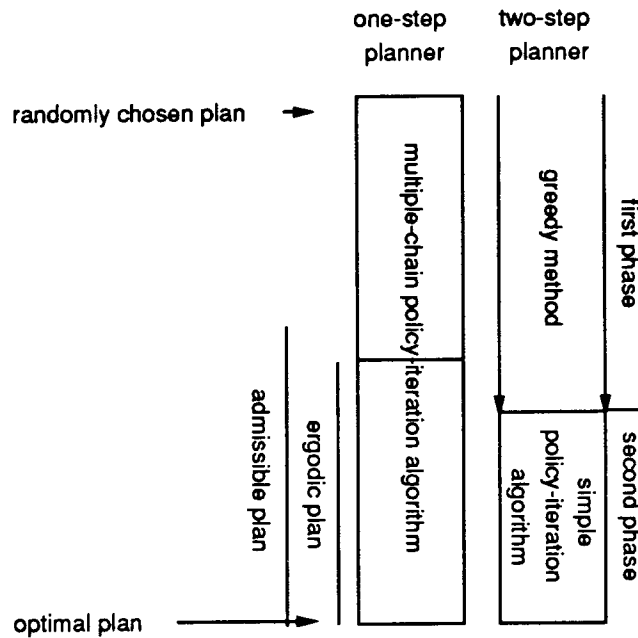 one-step
planner
two-step
planner
randomly chosen plan
multiple-chain policy-iteration algorithm
greedy method
first phase
admissible plan
ergodic plan
simple
policy-iteration
algorithm
second phase
optimal plan